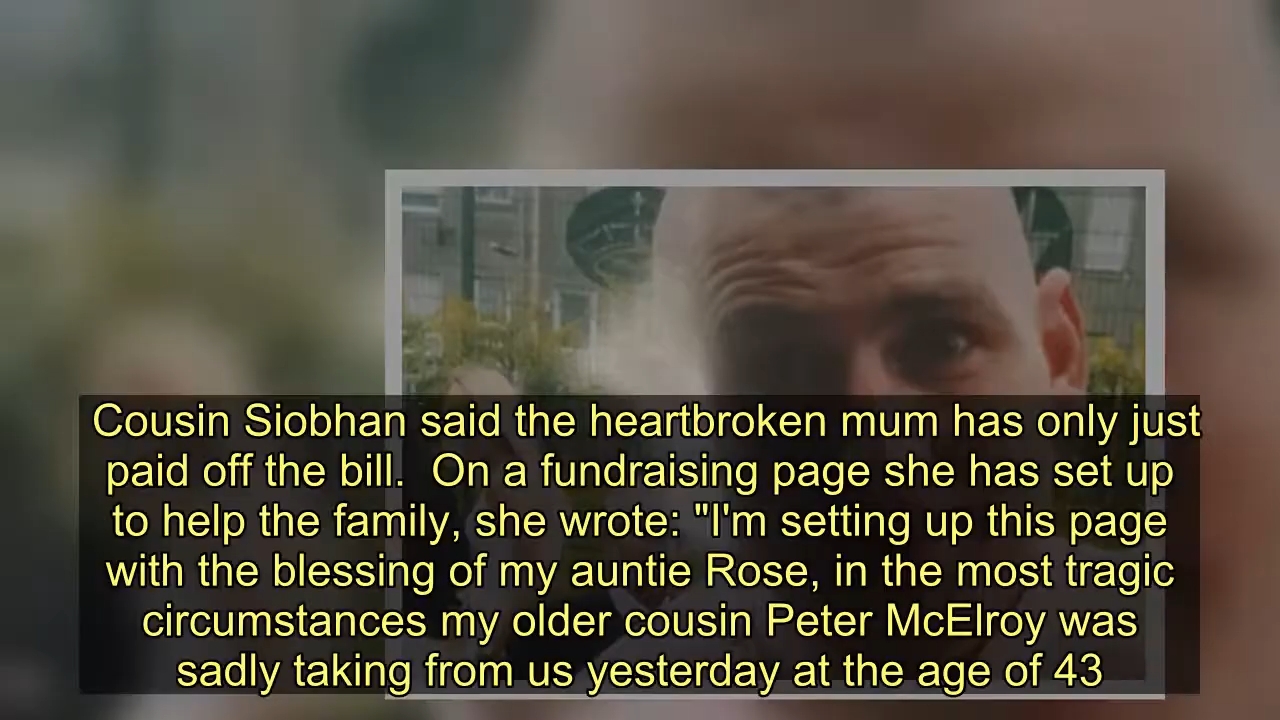 Cousin Siobhan said the heartbroken mum has only just
paid off the bill.  On a fundraising page she has set up
to help the family, she wrote: "I'm setting up this page
with the blessing of my auntie Rose, in the most tragic
circumstances my older cousin Peter McElroy was
sadly taking from us yesterday at the age of 43